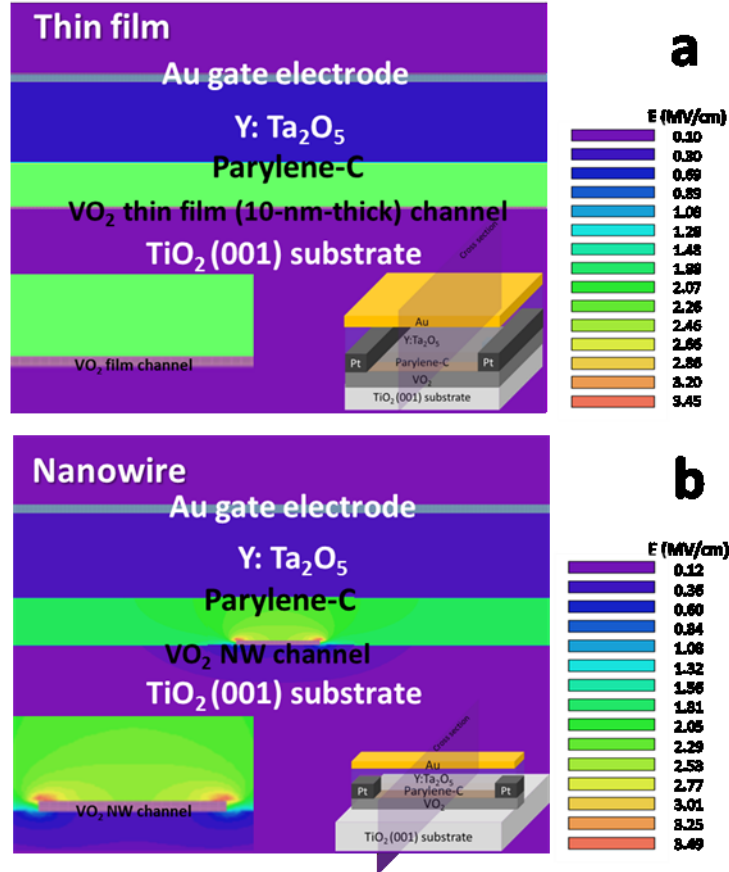 Thin film
a
Au gate electrode
Y: Ta₂O₅
Parylene-C
VO₂ thin film (10-nm-thick) channel
TiO₂ (001) substrate
VO₂ film channel
Cross section
Au
Y:Ta₂O₅
Pt
Parylene-C
Pt
VO₂
TiO₂ (001) substrate
E (MV/cm)
0.10
0.30
0.69
0.89
1.08
1.28
1.48
2.07
2.26
2.46
2.66
2.86
3.20
3.45
Nanowire
b
Au gate electrode
Y: Ta₂O₅
Parylene-C
VO₂ NW channel
TiO₂ (001) substrate
VO₂ NW channel
Cross section
Au
Y:Ta₂O₅
Pt
Parylene-C
Pt
VO₂
TiO₂ (001) substrate
E (MV/cm)
0.12
0.36
0.60
0.84
1.08
1.32
1.56
1.81
2.05
2.29
2.53
2.77
3.01
3.25
3.49